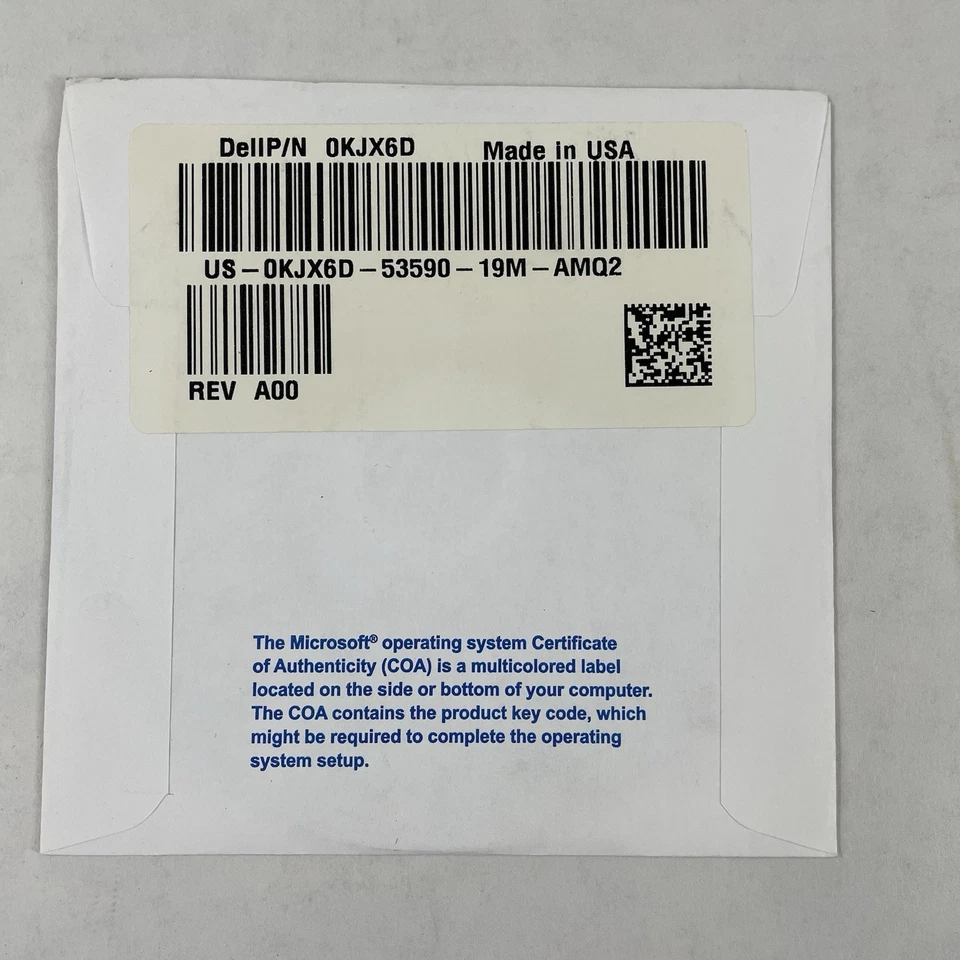 DellP/N 0KJX6D Made in USA
US-0KJX6D-53590-19M-AMQ2
REV A00
The Microsoft® operating system Certificate
of Authenticity (COA) is a multicolored label
located on the side or bottom of your computer.
The COA contains the product key code, which
might be required to complete the operating
system setup.